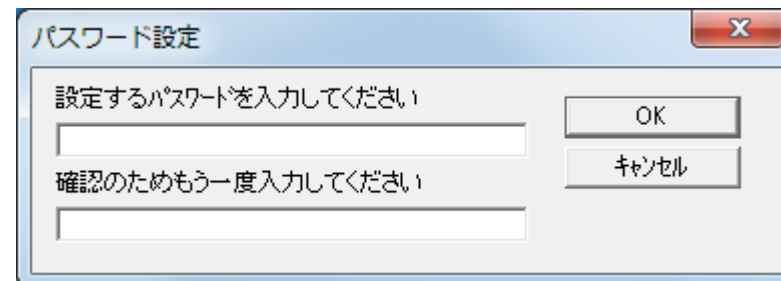 パスワード設定
設定するﾊﾟｽﾜｰﾄﾞを入力してください
OK
確認のためもう一度入力してください
ｷｬﾝｾﾙ